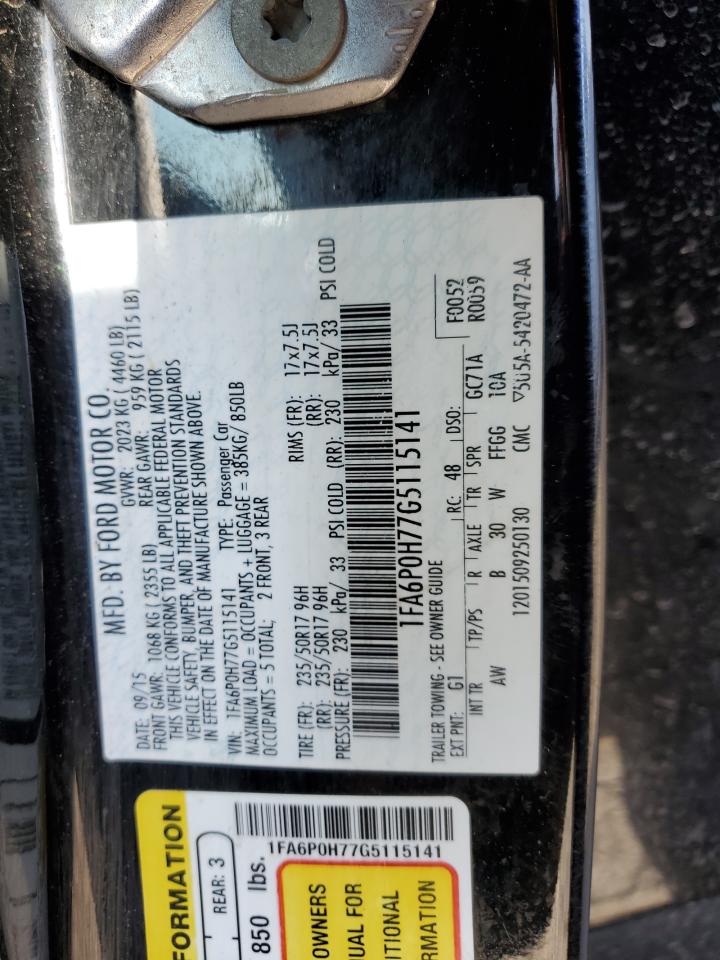 MFD. BY FORD MOTOR CO.
DATE: 09/15 GVWR: 2023 KG ( 4460 LB)
FRONT GAWR: 1068 KG ( 2355 LB) REAR GAWR: 959 KG ( 2115 LB)
THIS VEHICLE CONFORMS TO ALL APPLICABLE FEDERAL MOTOR
VEHICLE SAFETY, BUMPER, AND THEFT PREVENTION STANDARDS
IN EFFECT ON THE DATE OF MANUFACTURE SHOWN ABOVE.
VIN: 1FA6P0H77G5115141 TYPE: Passenger Car
MAXIMUM LOAD = OCCUPANTS + LUGGAGE = 385KG/ 850LB
OCCUPANTS = 5 TOTAL; 2 FRONT, 3 REAR
TIRE (FR): 235/50R17 96H RIMS (FR): 17x7.5J
(RR): 235/50R17 96H (RR): 17x7.5J
PRESSURE (FR): 230 kPa/ 33 PSI COLD (RR): 230 kPa/ 33 PSI COLD
1FA6P0H77G5115141
TRAILER TOWING - SEE OWNER GUIDE F0052
EXT PNT: G1 RC: 48 DSO: GC71A R0059
INT TR TP/PS R AXLE TR SPR 10A
AW B 30 W FFGG
1201509250130 CMC ▽5U5A-5420472-AA
FORMATION
REAR: 3
850 lbs.
1FA6P0H77G5115141
OWNERS
UAL FOR
ITIONAL
RMATION